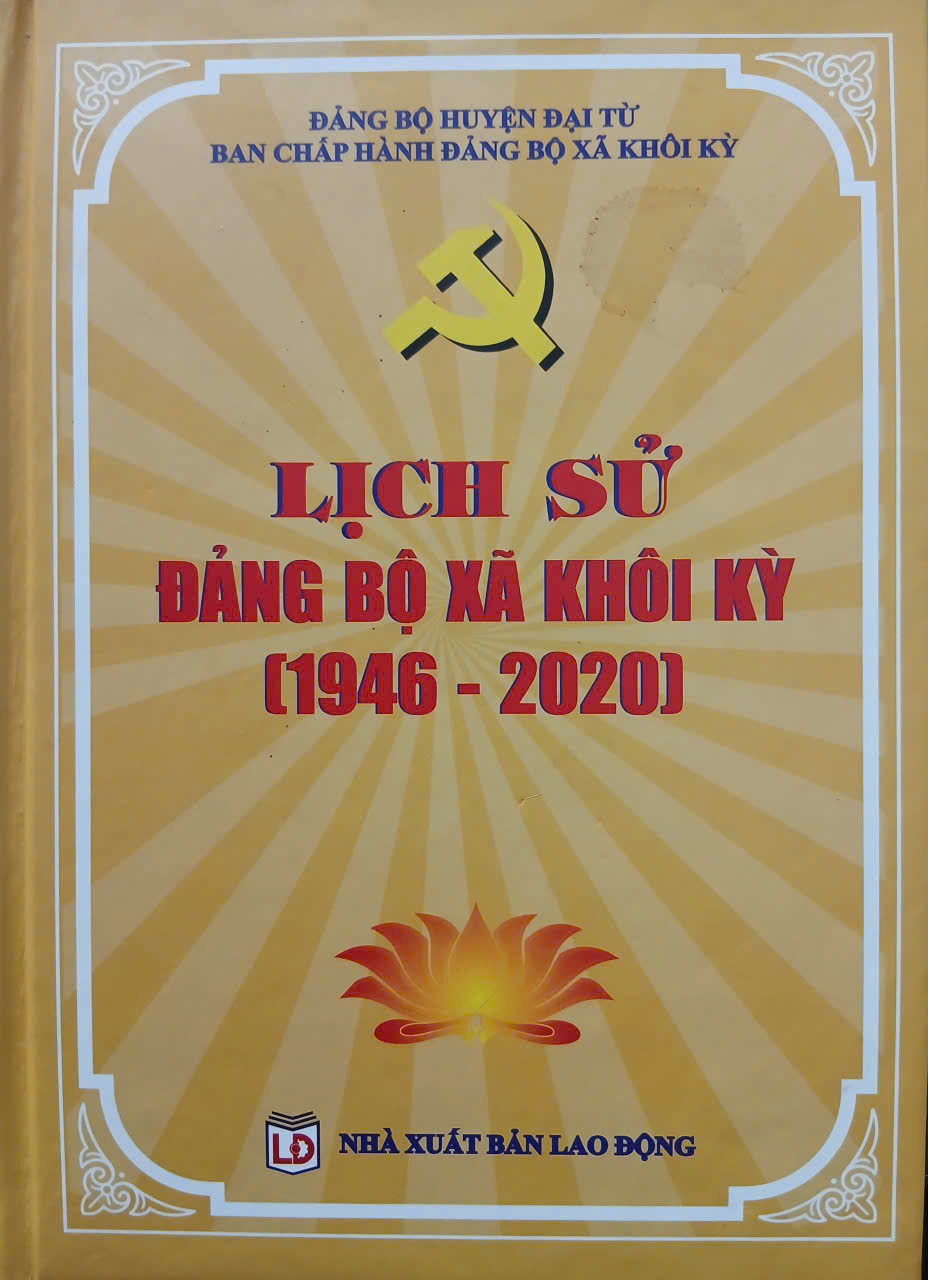 ĐẢNG BỘ HUYỆN ĐẠI TỪ
BAN CHẤP HÀNH ĐẢNG BỘ XÃ KHÔI KỲ
LỊCH SỬ
ĐẢNG BỘ XÃ KHÔI KỲ
(1946 - 2020)
LĐ
NHÀ XUẤT BẢN LAO ĐỘNG